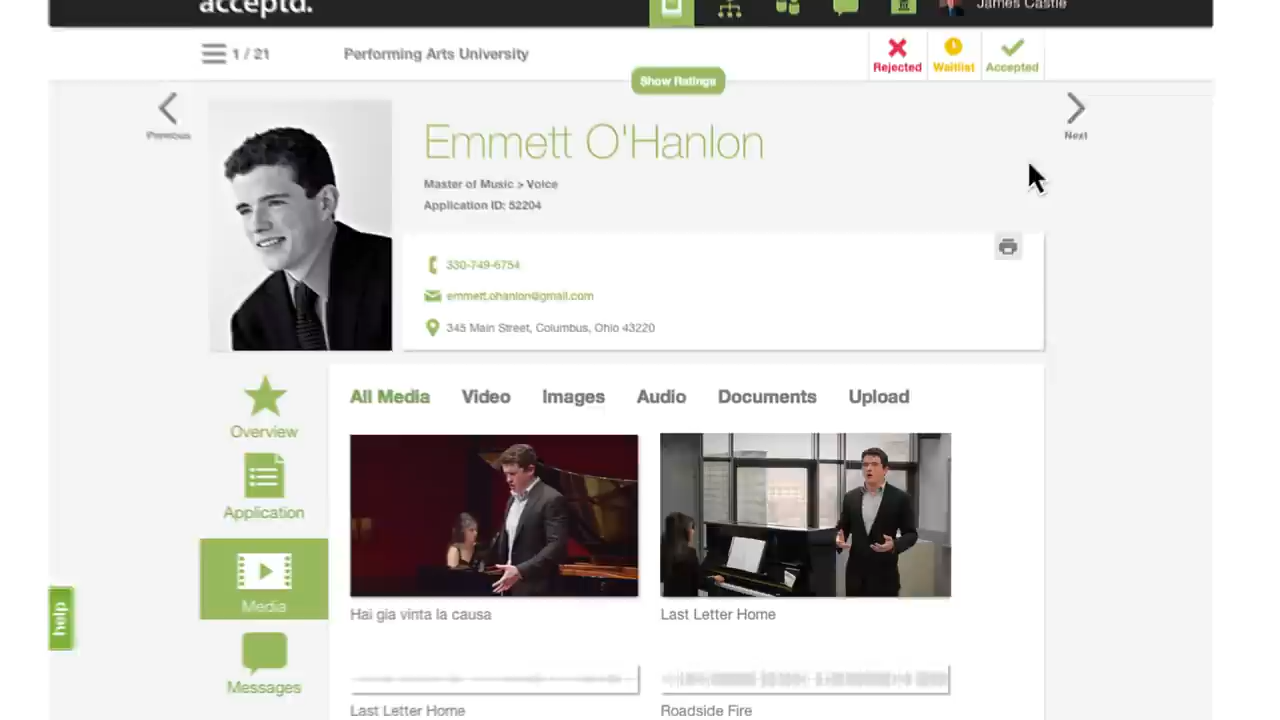 acceptd.
James Castle
1 / 21
Performing Arts University
Rejected
Waitlist
Accepted
Show Ratings
Previous
Next
Emmett O'Hanlon
Master of Music > Voice
Application ID: 52204
330-749-6754
emmett.ohanlon@gmail.com
345 Main Street, Columbus, Ohio 43220
All Media
Video
Images
Audio
Documents
Upload
Overview
Application
Media
Messages
help
Hai gia vinta la causa
Last Letter Home
Last Letter Home
Roadside Fire